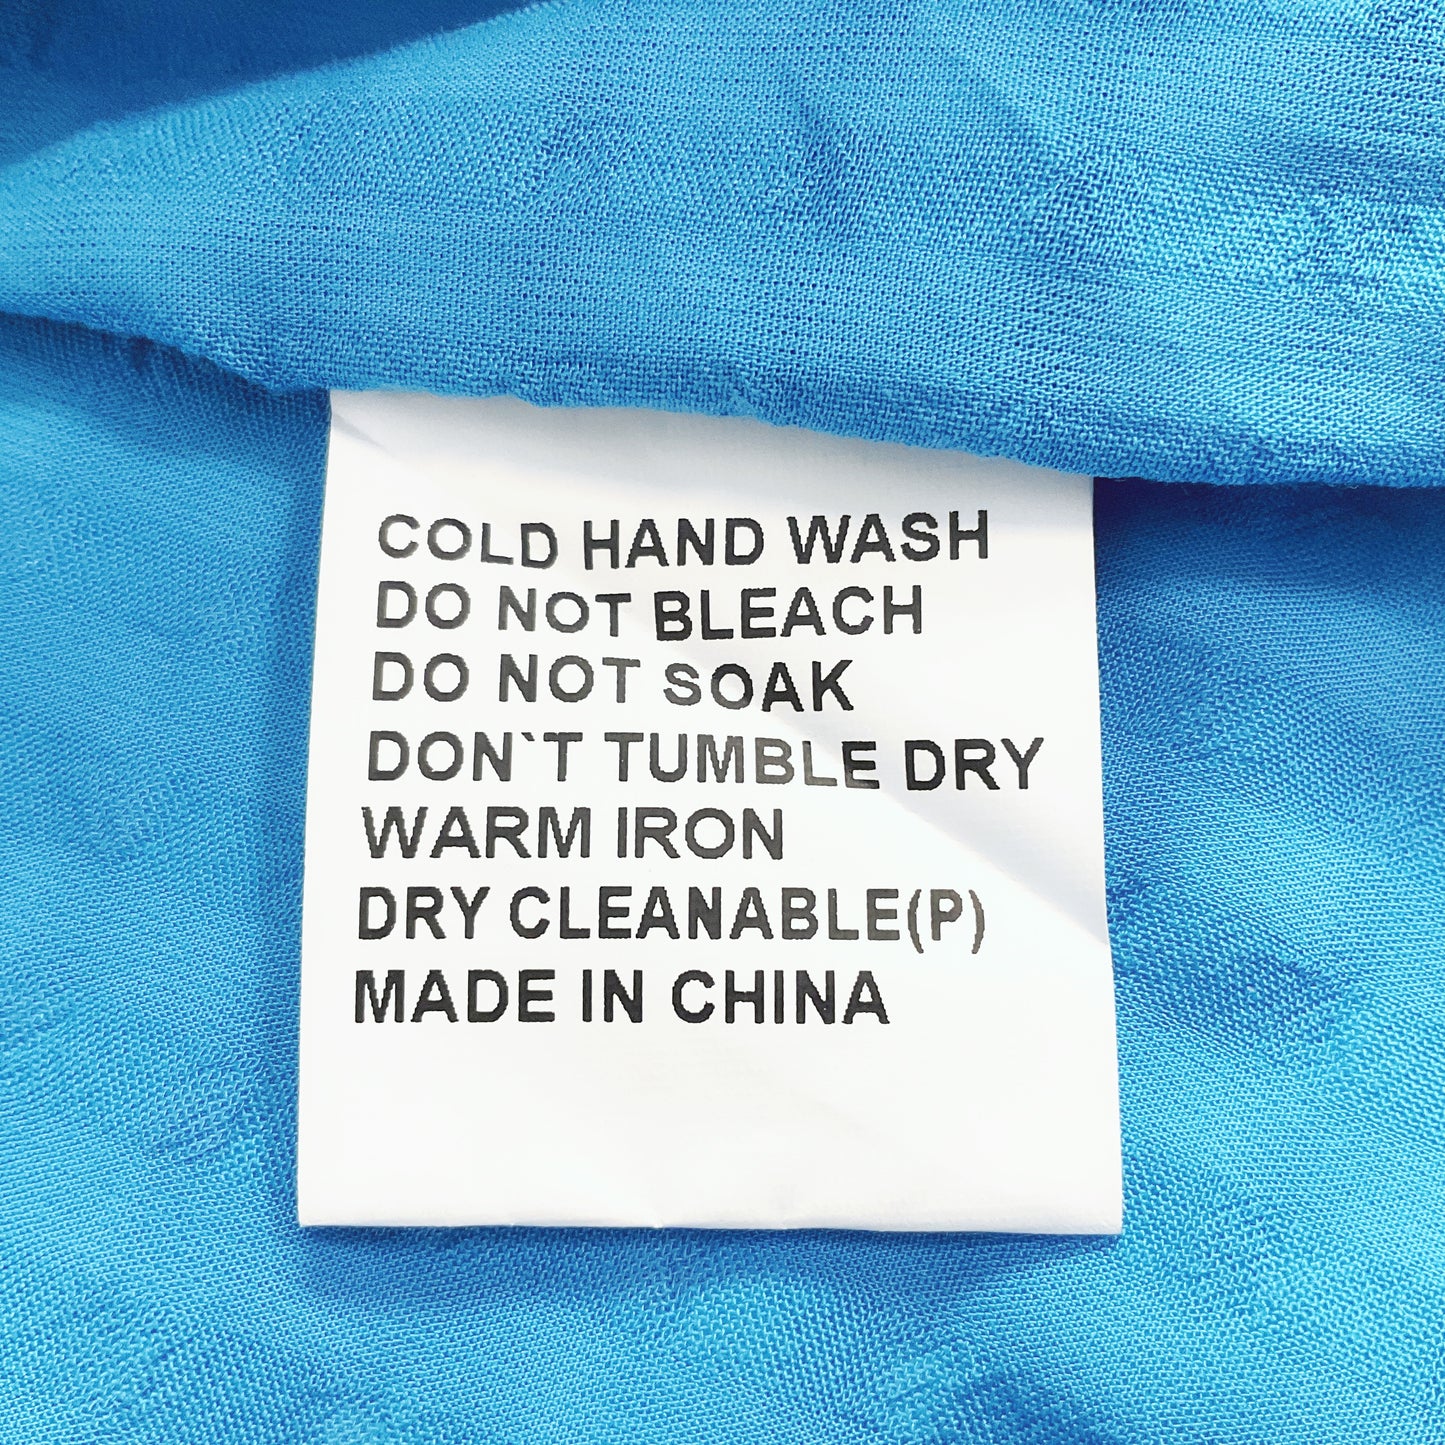 COLD HAND WASH
DO NOT BLEACH
DO NOT SOAK
DON`T TUMBLE DRY
WARM IRON
DRY CLEANABLE(P)
MADE IN CHINA